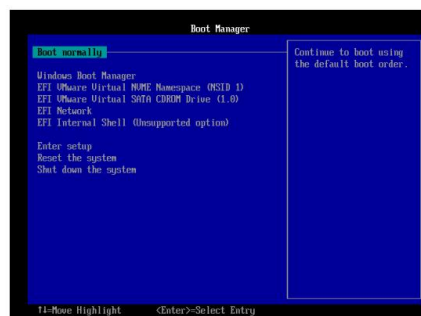 Boot Manager
Boot normally
Windows Boot Manager
EFI VMware Virtual NVME Namespace (NSID 1)
EFI VMware Virtual SATA CDROM Drive (1.0)
EFI Network
EFI Internal Shell (Unsupported option)
Enter setup
Reset the system
Shut down the system
Continue to boot using
the default boot order.
↑↓=Move Highlight <Enter>=Select Entry